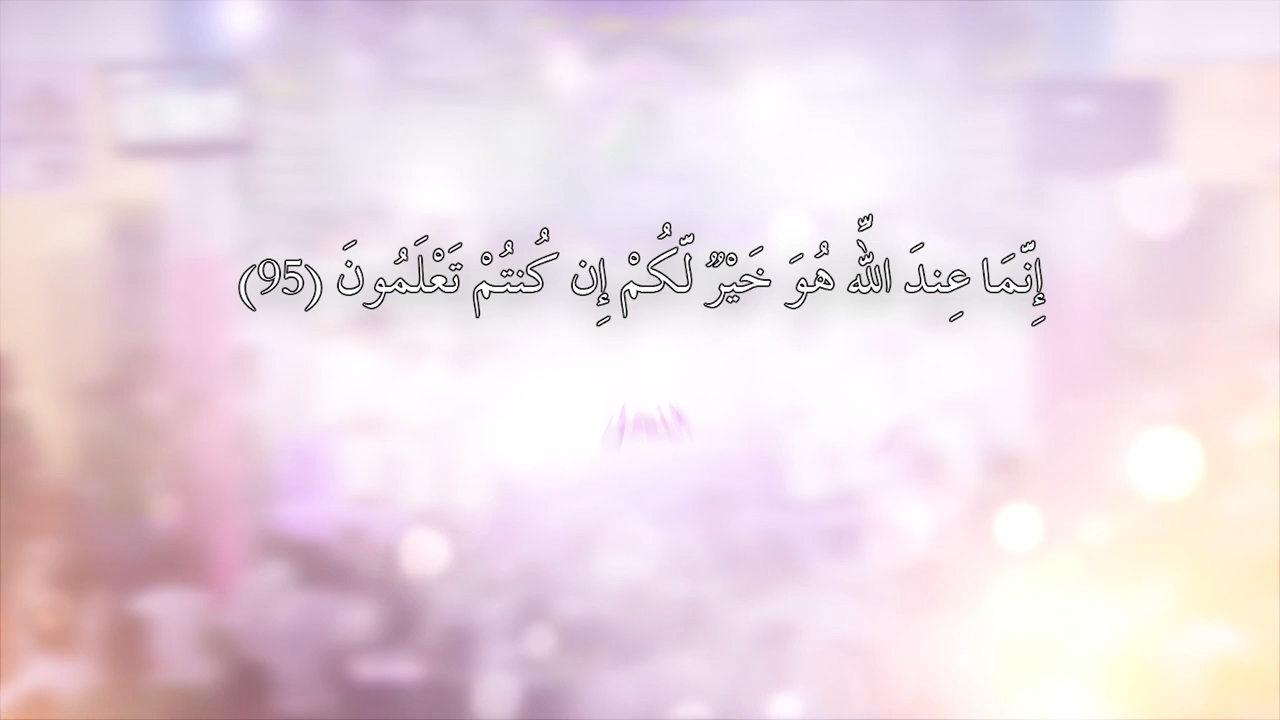 إِنَّمَا عِندَ اللَّهِ هُوَ خَيْرٌ لَّكُمْ إِن كُنتُمْ تَعْلَمُونَ (95)